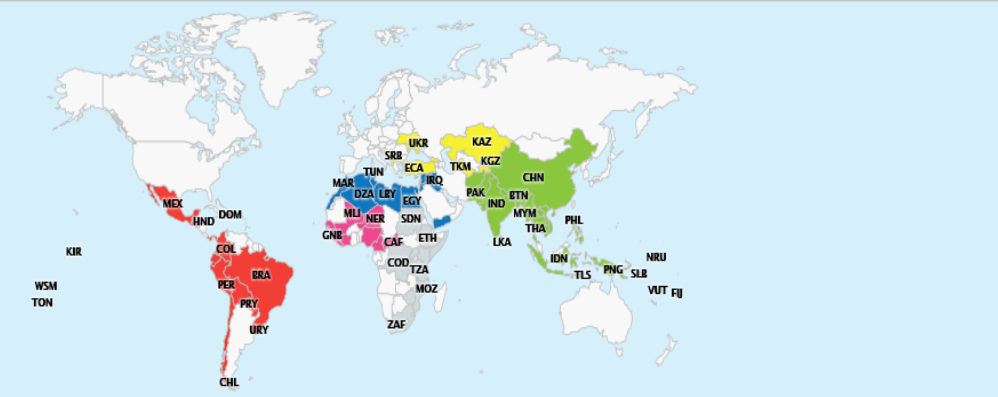 UKR
KAZ
SRB
KGZ
ECA
TKM
TUN
CHN
MAR
IRQ
DZA
LBY
EGY
PAK
BTN
IND
MEX
MLI
NER
SDN
MYM
HND
DOM
PHL
THA
GNB
CAF
ETH
LKA
COL
KIR
COD
TZA
IDN
NRU
BRA
TLS
PNG
SLB
PER
WSM
MOZ
VUT
FJI
TON
PRY
ZAF
URY
CHL